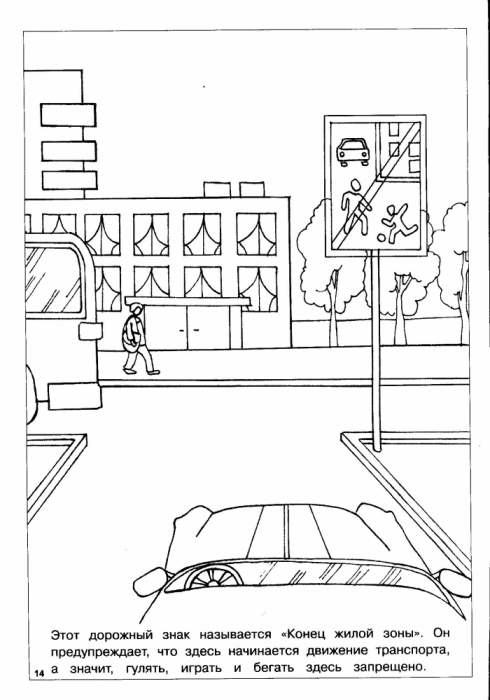 Этот дорожный знак называется «Конец жилой зоны». Он
предупреждает, что здесь начинается движение транспорта,
а значит, гулять, играть и бегать здесь запрещено.
14